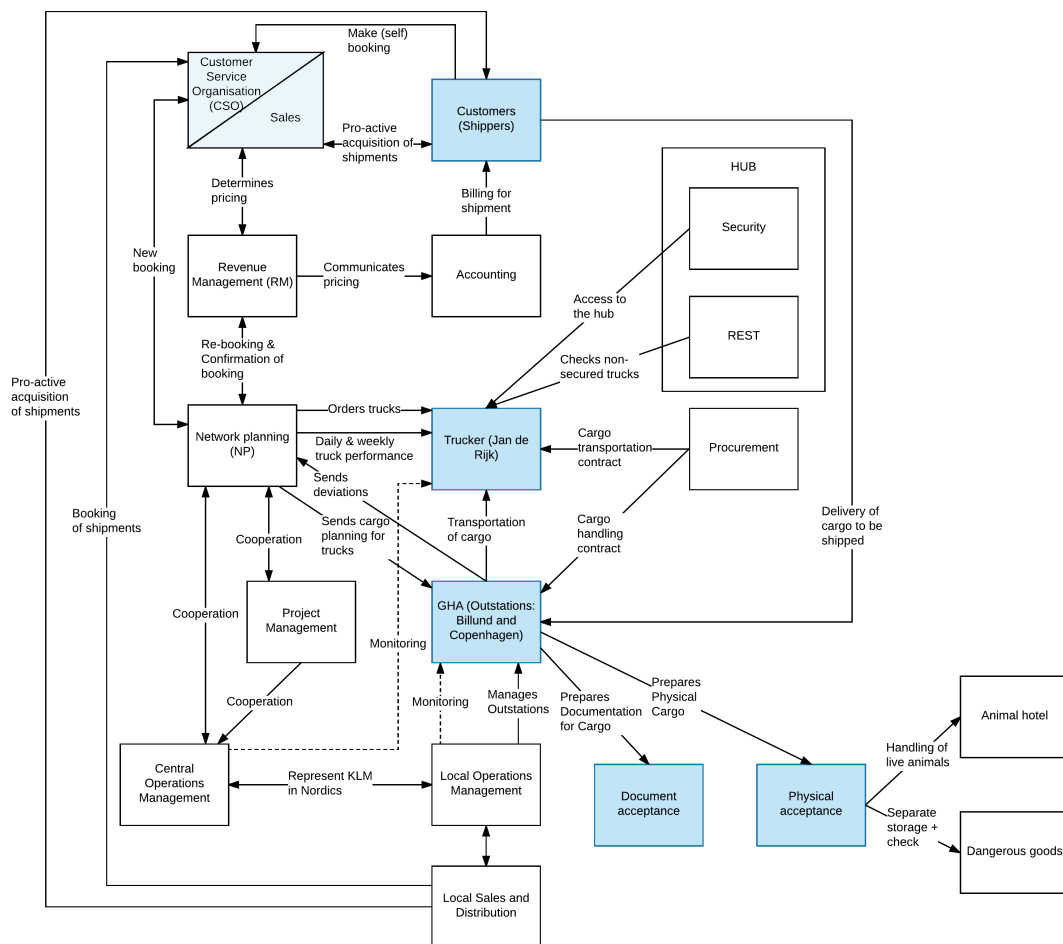 Make (self)
booking
Customer
Service
Organisation
(CSO)
Sales
Customers
(Shippers)
Pro-active
acquisition of
shipments
HUB
Determines
pricing
Billing for
shipment
Security
New
booking
Revenue
Management (RM)
Communicates
pricing
Accounting
Access to
the hub
REST
Re-booking &
Confirmation of
booking
Checks non-
secured trucks
Pro-active
acquisition
of shipments
Orders trucks
Network planning
(NP)
Daily & weekly
truck performance
Trucker (Jan de
Rijk)
Cargo
transportation
contract
Procurement
Sends
deviations
Booking
of shipments
Sends cargo
planning for
trucks
Transportation
of cargo
Cargo
handling
contract
Delivery of
cargo to be
shipped
Cooperation
Cooperation
Project
Management
GHA (Outstations:
Billund and
Copenhagen)
Monitoring
Cooperation
Monitoring
Manages
Outstations
Prepares
Documentation
for Cargo
Prepares
Physical
Cargo
Animal hotel
Central
Operations
Management
Represent KLM
in Nordics
Local Operations
Management
Document
acceptance
Physical
acceptance
Handling of
live animals
Separate
storage +
check
Dangerous goods
Local Sales and
Distribution